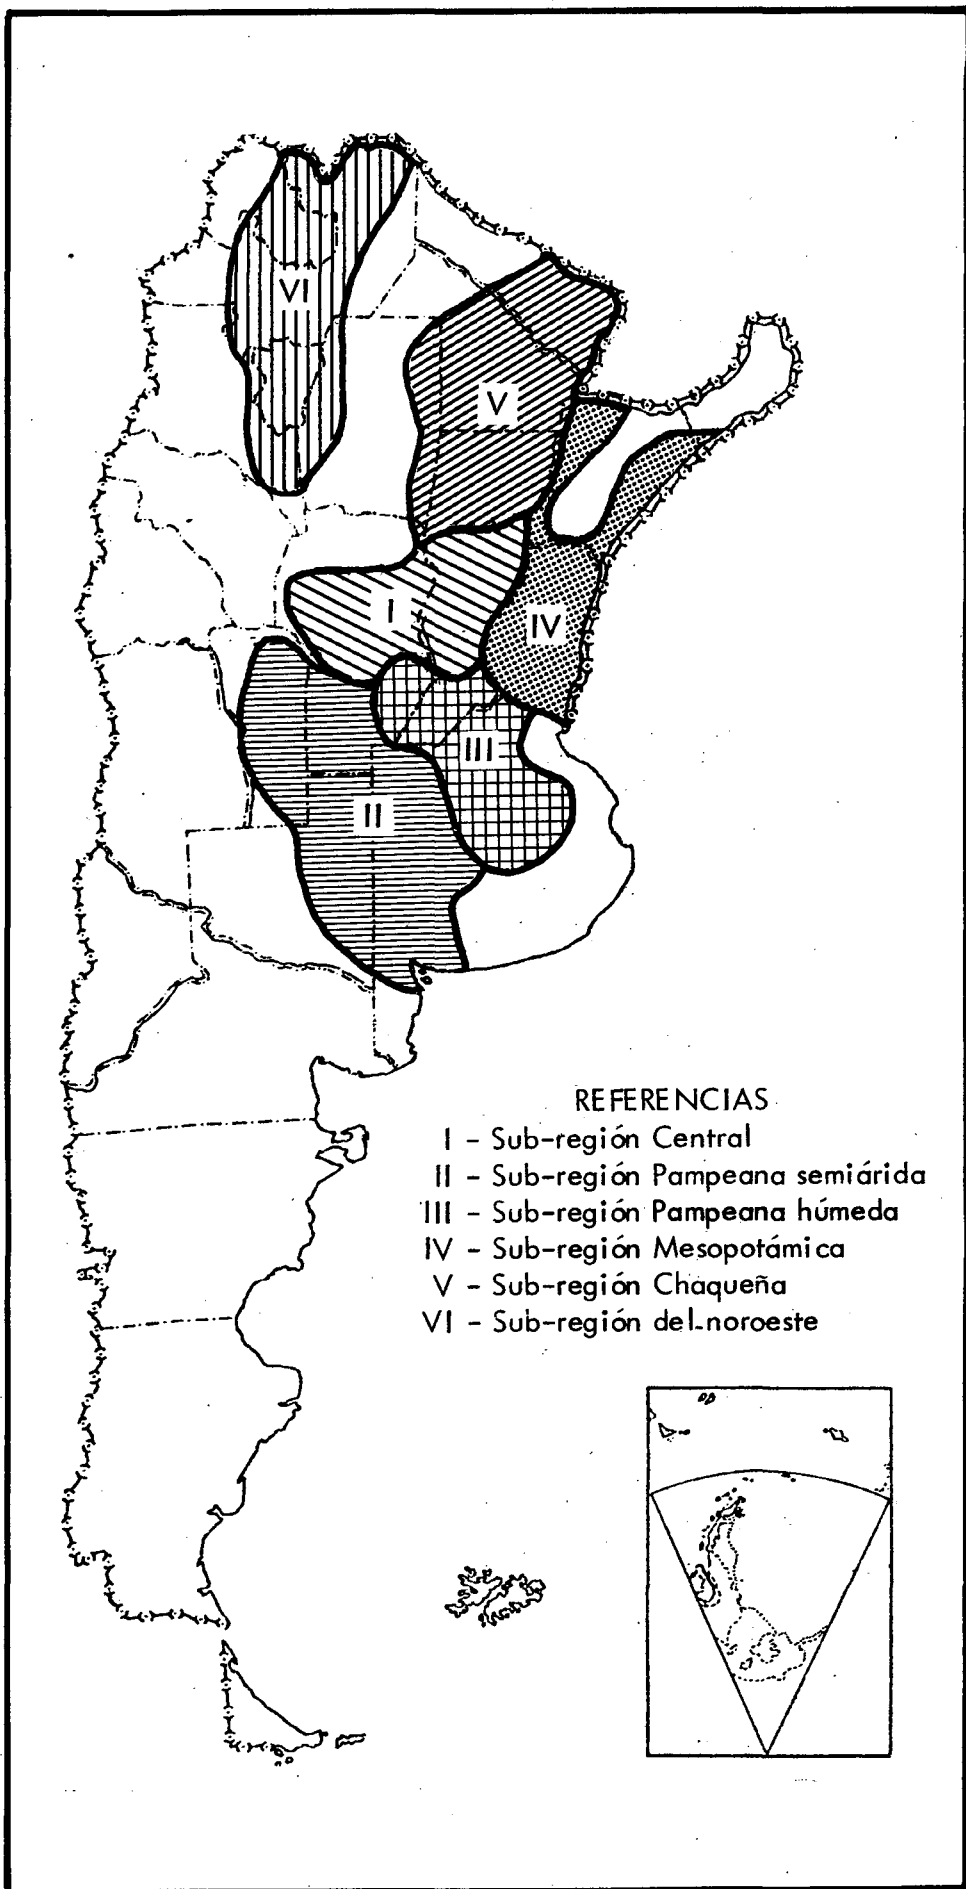 VI
V
I
IV
III
II
REFERENCIAS
I - Sub-región Central
II - Sub-región Pampeana semiárida
III - Sub-región Pampeana húmeda
IV - Sub-región Mesopotámica
V - Sub-región Chaqueña
VI - Sub-región del noroeste